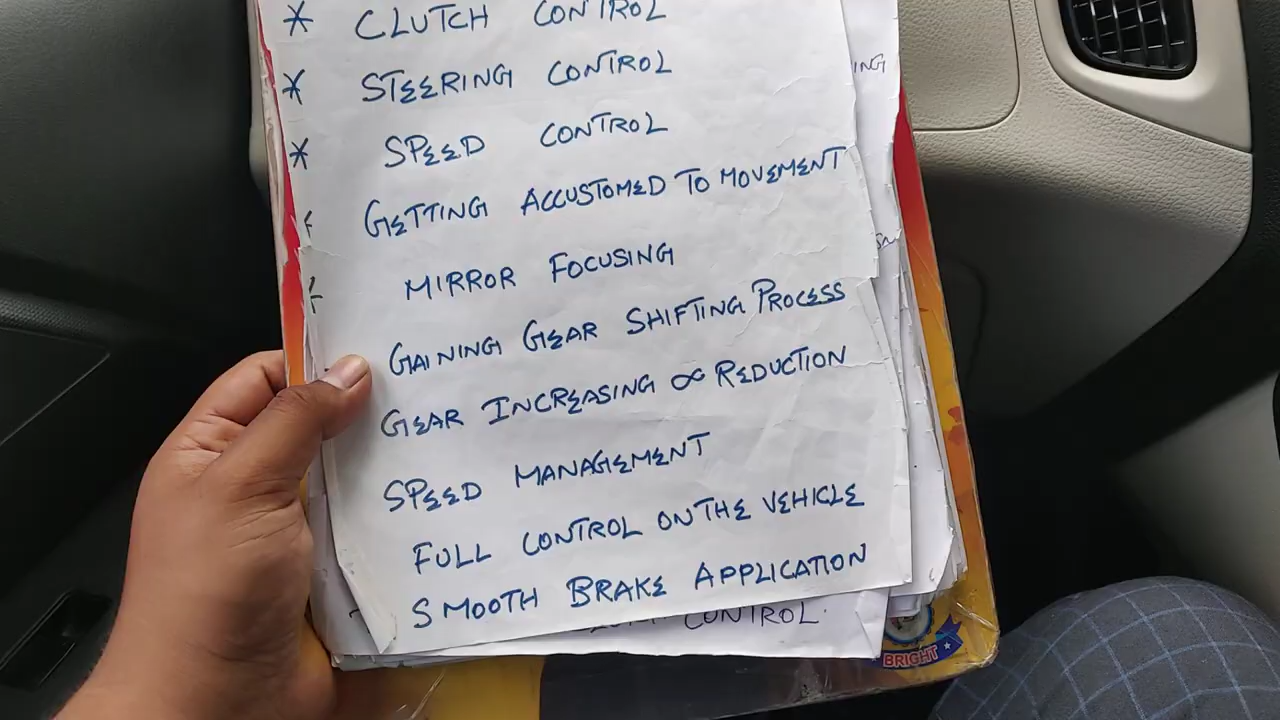 * CLUTCH CONTROL
* STEERING CONTROL
* SPEED CONTROL
GETTING ACCUSTOMED TO MOVEMENT
MIRROR FOCUSING
GAINING GEAR SHIFTING PROCESS
GEAR INCREASING ∞ REDUCTION
SPEED MANAGEMENT
FULL CONTROL ON THE VEHICLE
SMOOTH BRAKE APPLICATION
CONTROL
ING
BRIGHT